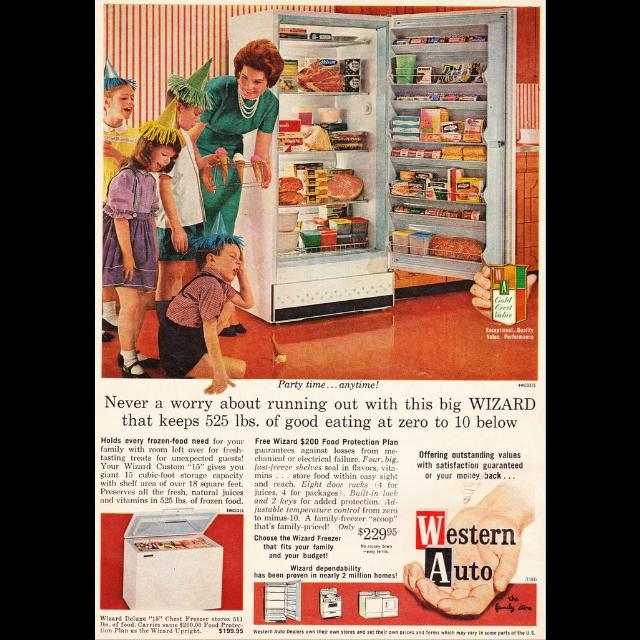 W
A
Gold
Crest
Value
Exceptional Quality
Value, Performance
Party time...anytime!
Never a worry about running out with this big WIZARD
that keeps 525 lbs. of good eating at zero to 10 below
Holds every frozen-food need for your
family with room left over for fresh-
tasting treats for unexpected guests!
Your Wizard Custom "15" gives you
giant 15 cubic-foot storage capacity
with shelf area of over 18 square feet.
Preserves all the fresh, natural juices
and vitamins in 525 lbs. of frozen food.
Wizard Deluxe "15" Chest Freezer stores 511
lbs. of food. Carries same $200.00 Food Protec-
tion Plan as the Wizard Upright. $199.95
Free Wizard $200 Food Protection Plan
guarantees against losses from me-
chanical or electrical failure. Four, big,
fast-freeze shelves seal in flavors, vita-
mins ... store food within easy sight
and reach. Eight door racks (4 for
juices, 4 for packages). Built-in lock
and 2 keys for added protection. Ad-
justable temperature control from zero
to minus-10. A family-freezer "scoop"
that's family-priced! Only $229.95
No money down
—easy terms.
Choose the Wizard Freezer
that fits your family
and your budget!
Wizard dependability
has been proven in nearly 2 million homes!
Offering outstanding values
with satisfaction guaranteed
or your money back...
Western
Auto
the
family store
Western Auto Dealers own their own stores and set their own prices and terms which may vary in some parts of the U.S.